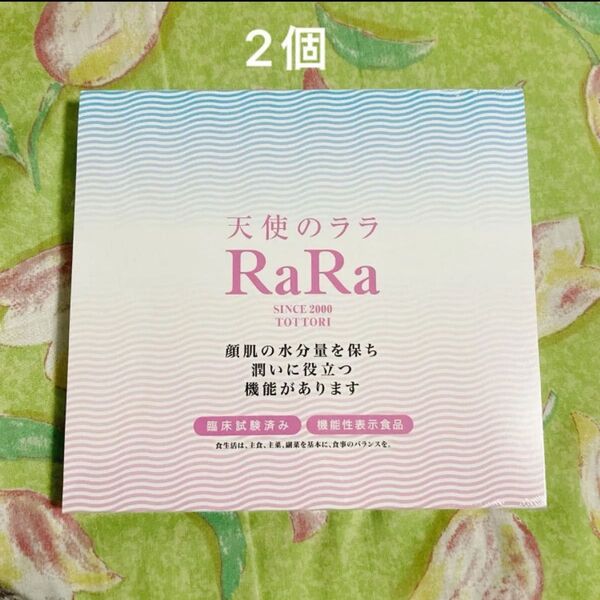 2個
天使のララ
RaRa
SINCE 2000
TOTTORI
顔肌の水分量を保ち
潤いに役立つ
機能があります
臨床試験済み 機能性表示食品
食生活は、主食、主菜、副菜を基本に、食事のバランスを。